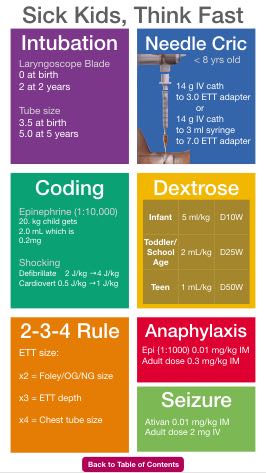 Sick Kids, Think Fast
Intubation
Laryngoscope Blade
0 at birth
2 at 2 years
Tube size
3.5 at birth
5.0 at 5 years
Needle Cric
< 8 yrs old
14 g IV cath
to 3.0 ETT adapter
or
14 g IV cath
to 3 ml syringe
to 7.0 ETT adapter
Coding
Epinephrine (1:10,000)
20. kg child gets
2.0 mL which is
0.2mg
Shocking
Defibrillate 2 J/kg →4 J/kg
Cardiovert 0.5 J/kg →1 J/kg
Dextrose
Infant 5 ml/kg D10W
Toddler/
School
Age 2 mL/kg D25W
Teen 1 mL/kg D50W
2-3-4 Rule
ETT size:
x2 = Foley/OG/NG size
x3 = ETT depth
x4 = Chest tube size
Anaphylaxis
Epi (1:1000) 0.01 mg/kg IM
Adult dose 0.3 mg/kg IM
Seizure
Ativan 0.01 mg/kg IM
Adult dose 2 mg IV
Back to Table of Contents